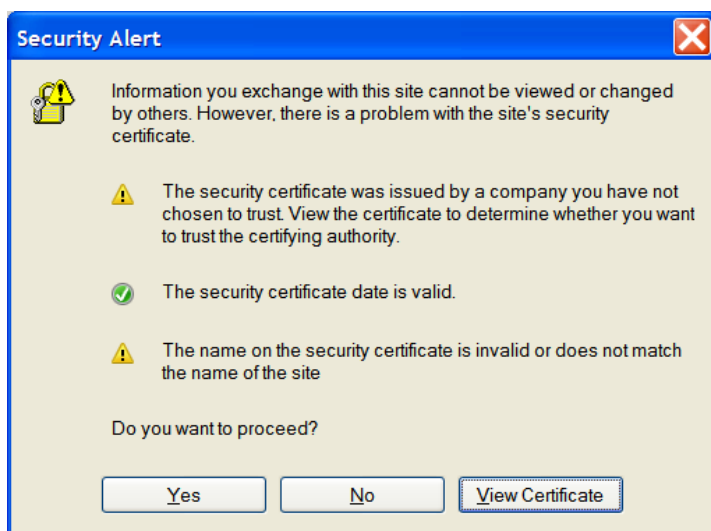 Security Alert
Information you exchange with this site cannot be viewed or changed
by others. However, there is a problem with the site's security
certificate.
The security certificate was issued by a company you have not
chosen to trust. View the certificate to determine whether you want
to trust the certifying authority.
The security certificate date is valid.
The name on the security certificate is invalid or does not match
the name of the site
Do you want to proceed?
Yes No View Certificate